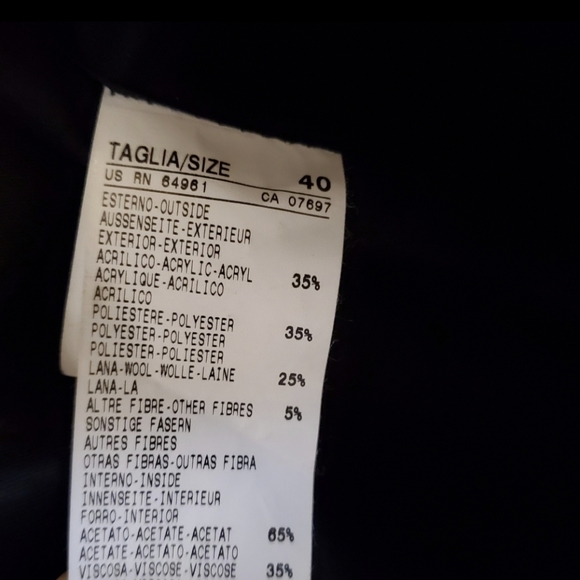 TAGLIA/SIZE 40
US RN 64961 CA 07697
ESTERNO-OUTSIDE
AUSSENSEITE-EXTERIEUR
EXTERIOR-EXTERIOR
ACRILICO-ACRYLIC-ACRYL 35%
ACRYLIQUE-ACRILICO
ACRILICO
POLIESTERE-POLYESTER 35%
POLYESTER-POLYESTER
POLIESTER-POLIESTER
LANA-WOOL-WOLLE-LAINE 25%
LANA-LA
ALTRE FIBRE-OTHER FIBRES 5%
SONSTIGE FASERN
AUTRES FIBRES
OTRAS FIBRAS-OUTRAS FIBRA
INTERNO-INSIDE
INNENSEITE-INTERIEUR
FORRO-INTERIOR
ACETATO-ACETATE-ACETAT 65%
ACETATE-ACETATO-ACETATO
VISCOSA-VISCOSE-VISCOSE 35%